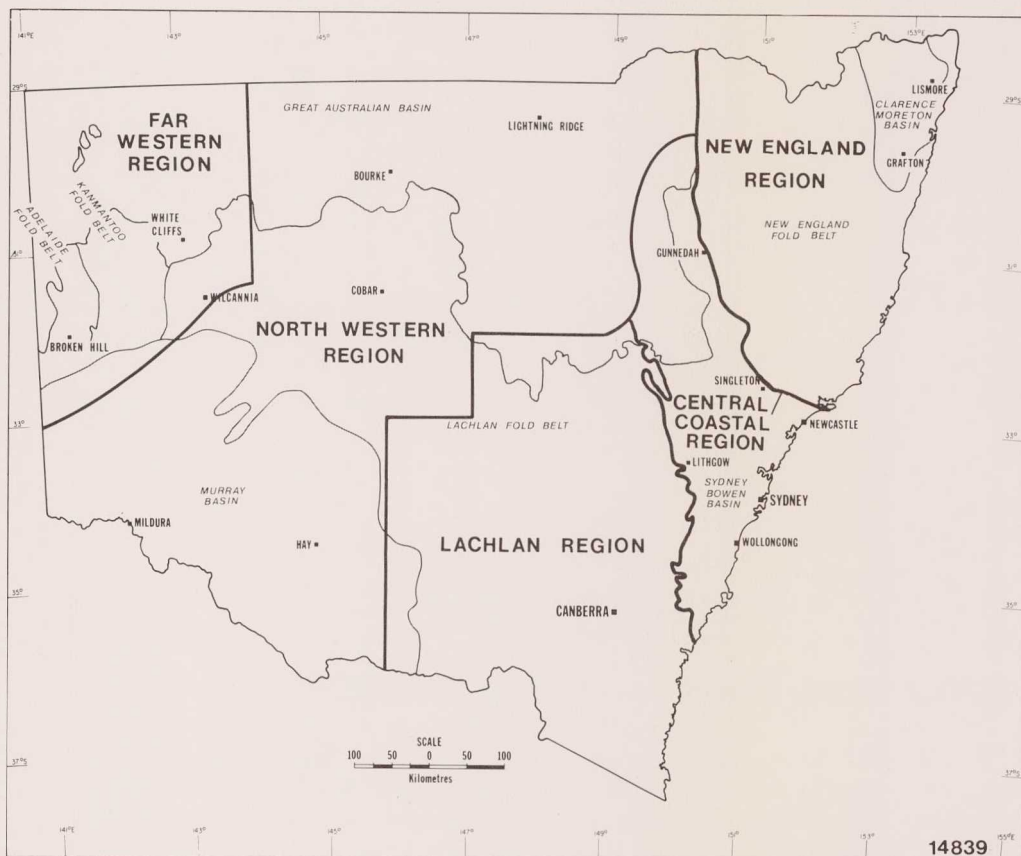 141°E
143°
145°
147°
149°
151°
153°E
29°S
29°S
FAR
WESTERN
REGION
GREAT AUSTRALIAN BASIN
LIGHTNING RIDGE
BOURKE
LISMORE
CLARENCE
MORETON
BASIN
GRAFTON
NEW ENGLAND
REGION
NEW ENGLAND
FOLD BELT
KANMANTOO
FOLD BELT
ADELAIDE
FOLD BELT
WHITE
CLIFFS
31°
WILCANNIA
COBAR
GUNNEDAH
31°
BROKEN HILL
NORTH WESTERN
REGION
SINGLETON
CENTRAL
COASTAL
REGION
NEWCASTLE
33°
LACHLAN FOLD BELT
33°
LITHGOW
SYDNEY
BOWEN
BASIN
SYDNEY
MURRAY
BASIN
MILDURA
HAY
LACHLAN REGION
WOLLONGONG
35°
CANBERRA
35°
SCALE
100 50 0 50 100
Kilometres
37°S
37°S
141°E
143°
145°
147°
149°
151°
153°
155°E
14839